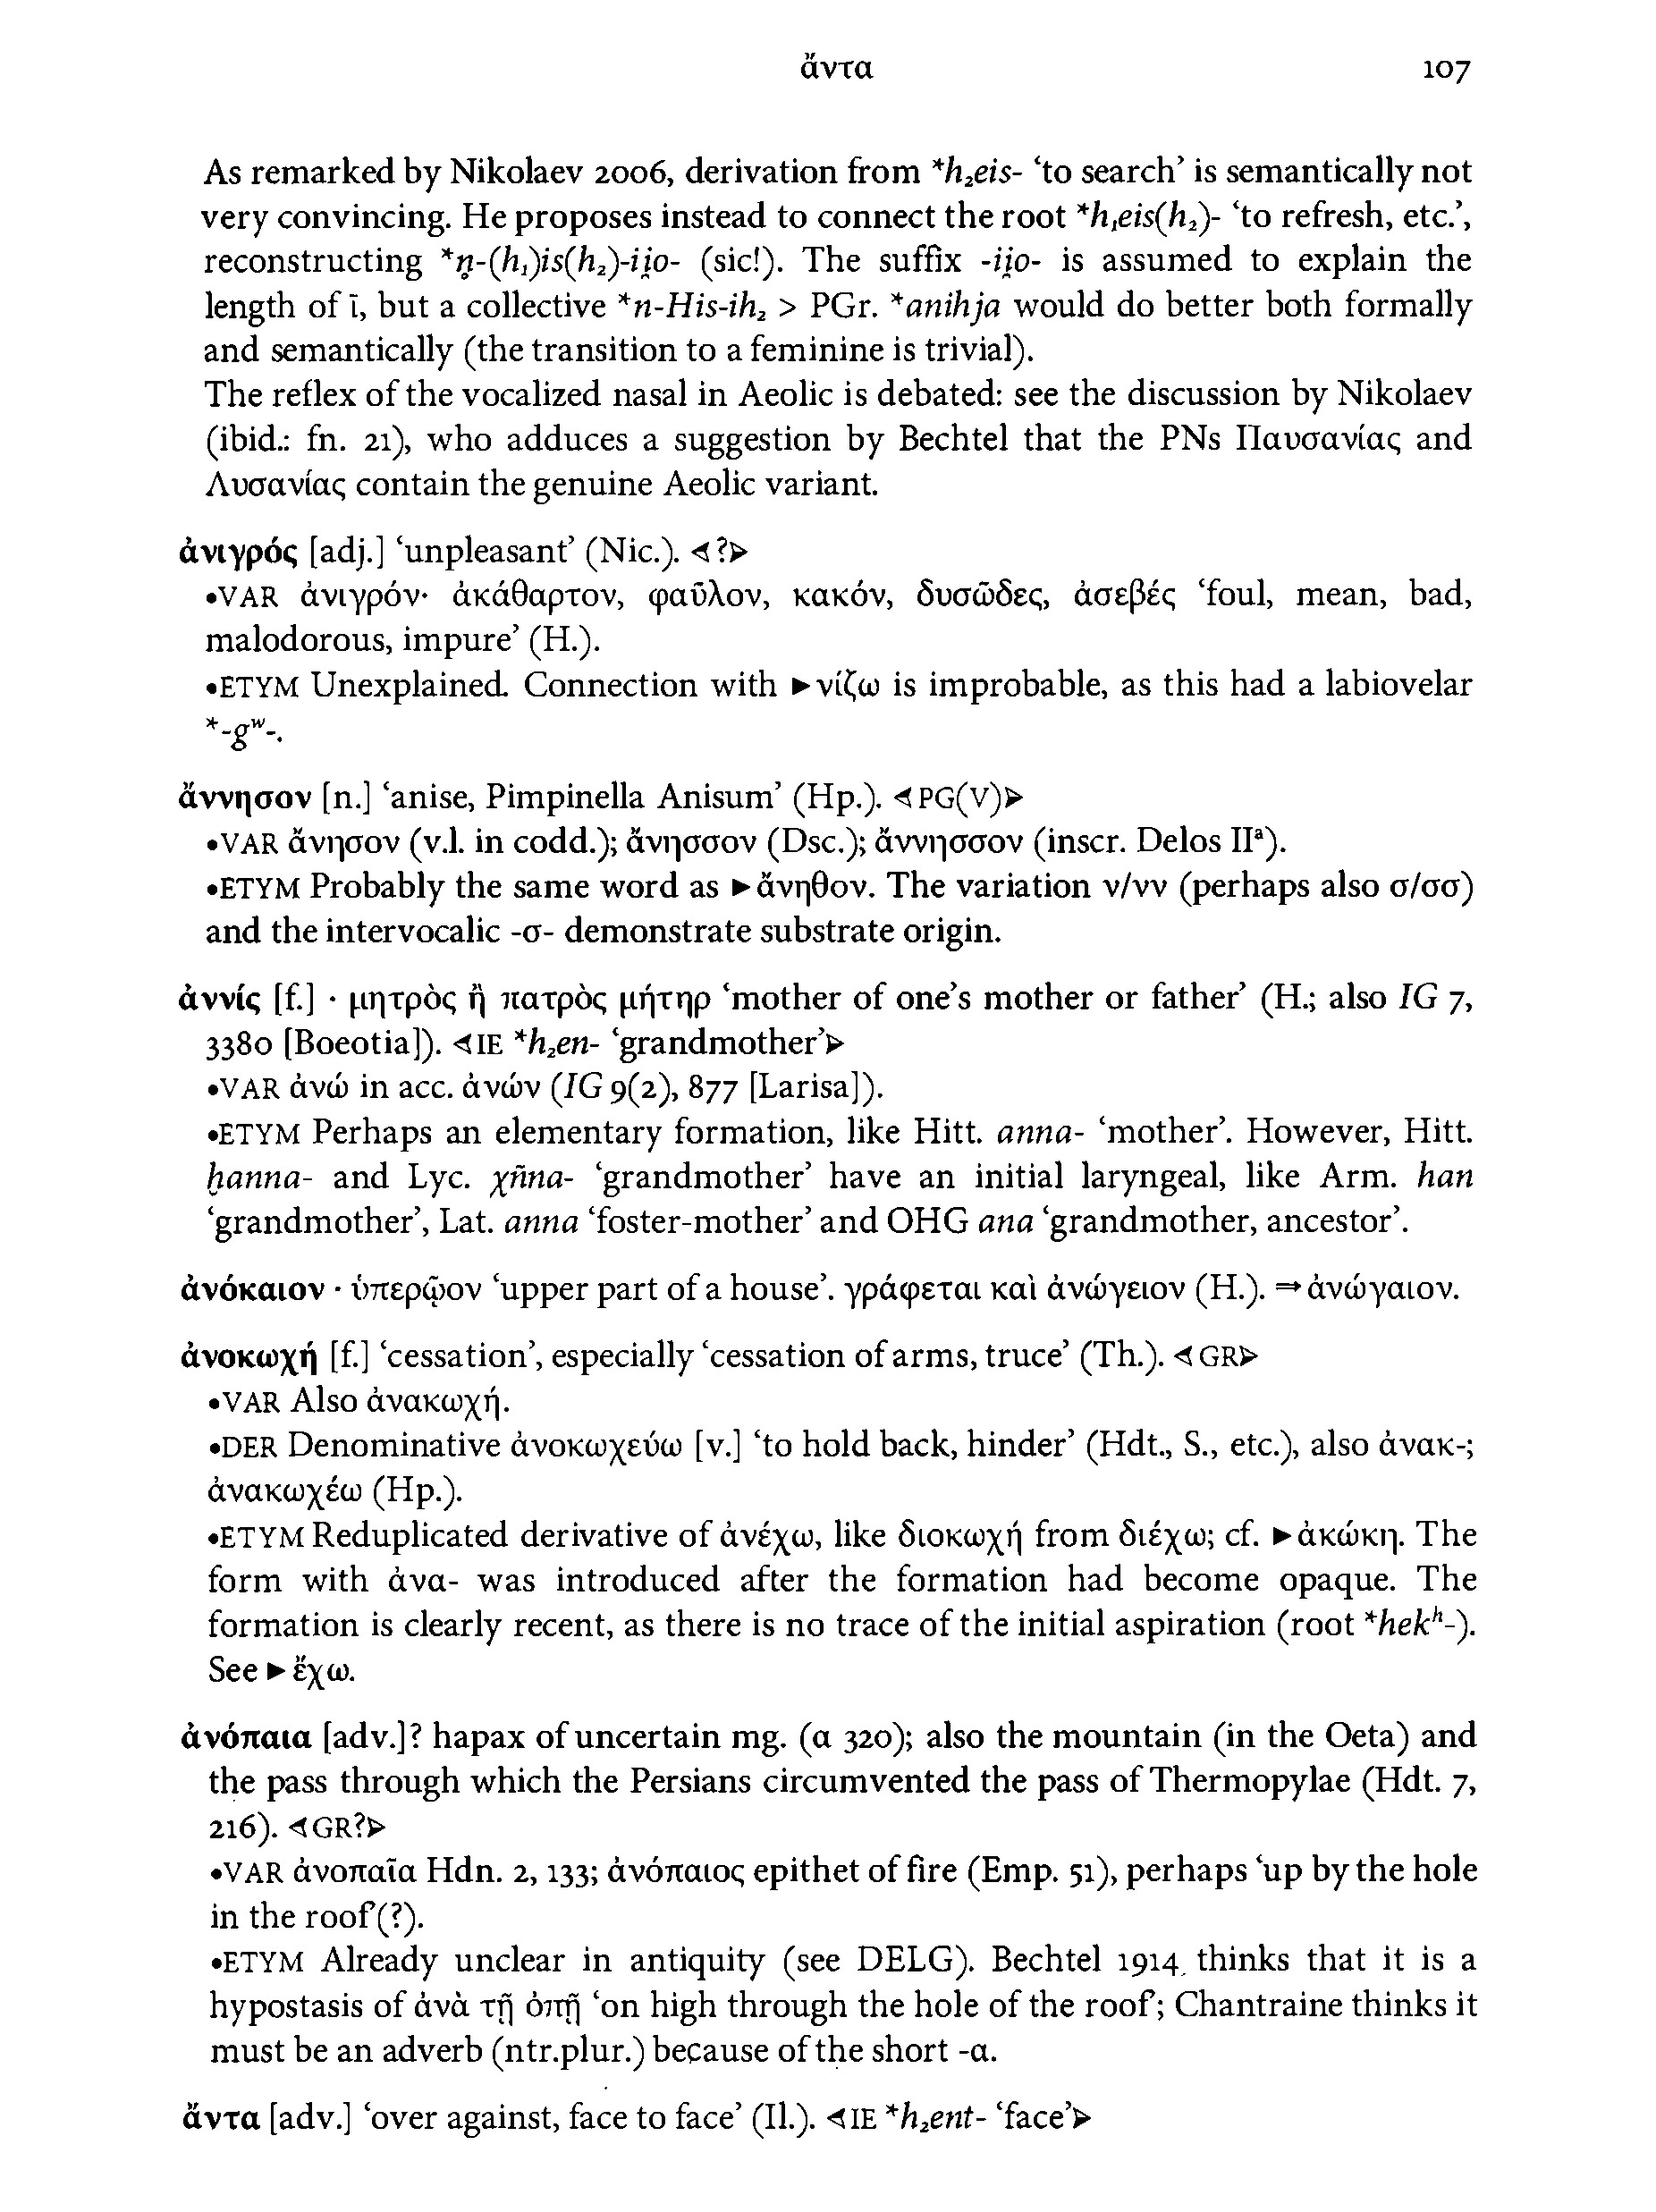 ἄντα 107
As remarked by Nikolaev 2006, derivation from *h₂eis- ‘to search’ is semantically not
very convincing. He proposes instead to connect the root *h₁eis(h₂)- ‘to refresh, etc.’,
reconstructing *n̥-(h₁)is(h₂)-ii̯o- (sic!). The suffix -ii̯o- is assumed to explain the
length of ῑ, but a collective *n-His-ih₂ > PGr. *anihja would do better both formally
and semantically (the transition to a feminine is trivial).
The reflex of the vocalized nasal in Aeolic is debated: see the discussion by Nikolaev
(ibid.: fn. 21), who adduces a suggestion by Bechtel that the PNs Παυσανίας and
Λυσανίας contain the genuine Aeolic variant.
ἀνιγρός [adj.] ‘unpleasant’ (Nic.). ◁?▷
•VAR ἀνιγρόν· ἀκάθαρτον, φαῦλον, κακόν, δυσῶδες, ἀσεβές ‘foul, mean, bad,
malodorous, impure’ (H.).
•ETYM Unexplained. Connection with ►νίζω is improbable, as this had a labiovelar
*-gʷ-.
ἄννησον [n.] ‘anise, Pimpinella Anisum’ (Hp.). ◁PG(V)▷
•VAR ἄνησον (v.l. in codd.); ἄνησσον (Dsc.); ἄννησσον (inscr. Delos IIᵃ).
•ETYM Probably the same word as ►ἄνηθον. The variation ν/νν (perhaps also σ/σσ)
and the intervocalic -σ- demonstrate substrate origin.
ἀννίς [f.] · μητρὸς ἢ πατρὸς μήτηρ ‘mother of one’s mother or father’ (H.; also IG 7,
3380 [Boeotia]). ◁IE *h₂en- ‘grandmother’▷
•VAR ἀνώ in acc. ἀνών (IG 9(2), 877 [Larisa]).
•ETYM Perhaps an elementary formation, like Hitt. anna- ‘mother’. However, Hitt.
ḫanna- and Lyc. χñna- ‘grandmother’ have an initial laryngeal, like Arm. han
‘grandmother’, Lat. anna ‘foster-mother’ and OHG ana ‘grandmother, ancestor’.
ἀνόκαιον · ὑπερῷον ‘upper part of a house’. γράφεται καὶ ἀνώγειον (H.). ⇒ἀνώγαιον.
ἀνοκωχή [f.] ‘cessation’, especially ‘cessation of arms, truce’ (Th.). ◁GR▷
•VAR Also ἀνακωχή.
•DER Denominative ἀνοκωχεύω [v.] ‘to hold back, hinder’ (Hdt., S., etc.), also ἀνακ-;
ἀνακωχέω (Hp.).
•ETYM Reduplicated derivative of ἀνέχω, like διοκωχή from διέχω; cf. ►ἀκώκη. The
form with ἀνα- was introduced after the formation had become opaque. The
formation is clearly recent, as there is no trace of the initial aspiration (root *hekʰ-).
See ►ἔχω.
ἀνόπαια [adv.]? hapax of uncertain mg. (α 320); also the mountain (in the Oeta) and
the pass through which the Persians circumvented the pass of Thermopylae (Hdt. 7,
216). ◁GR?▷
•VAR ἀνοπαῖα Hdn. 2, 133; ἀνόπαιος epithet of fire (Emp. 51), perhaps ‘up by the hole
in the roof’(?).
•ETYM Already unclear in antiquity (see DELG). Bechtel 1914 thinks that it is a
hypostasis of ἀνὰ τῇ ὀπῇ ‘on high through the hole of the roof’; Chantraine thinks it
must be an adverb (ntr.plur.) because of the short -α.
ἄντα [adv.] ‘over against, face to face’ (Il.). ◁IE *h₂ent- ‘face’▷